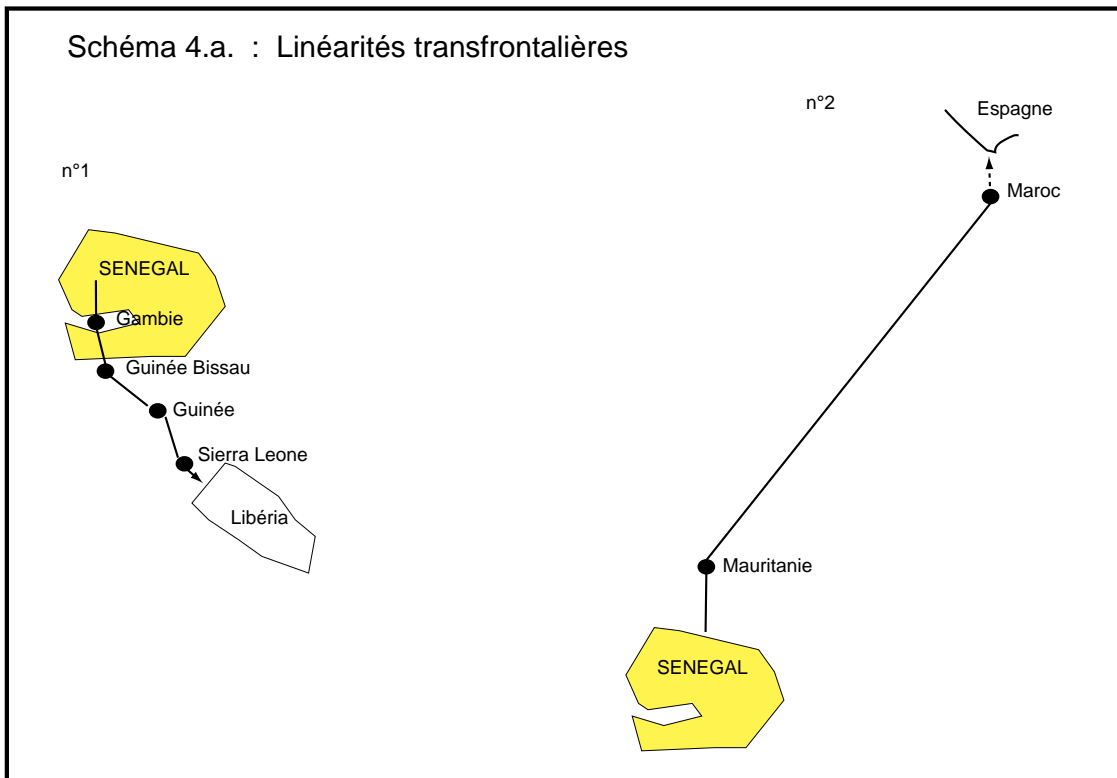 Schéma 4.a. : Linéarités transfrontalières
n°1
SENEGAL
Gambie
Guinée Bissau
Guinée
Sierra Leone
Libéria
n°2
Espagne
Maroc
Mauritanie
SENEGAL